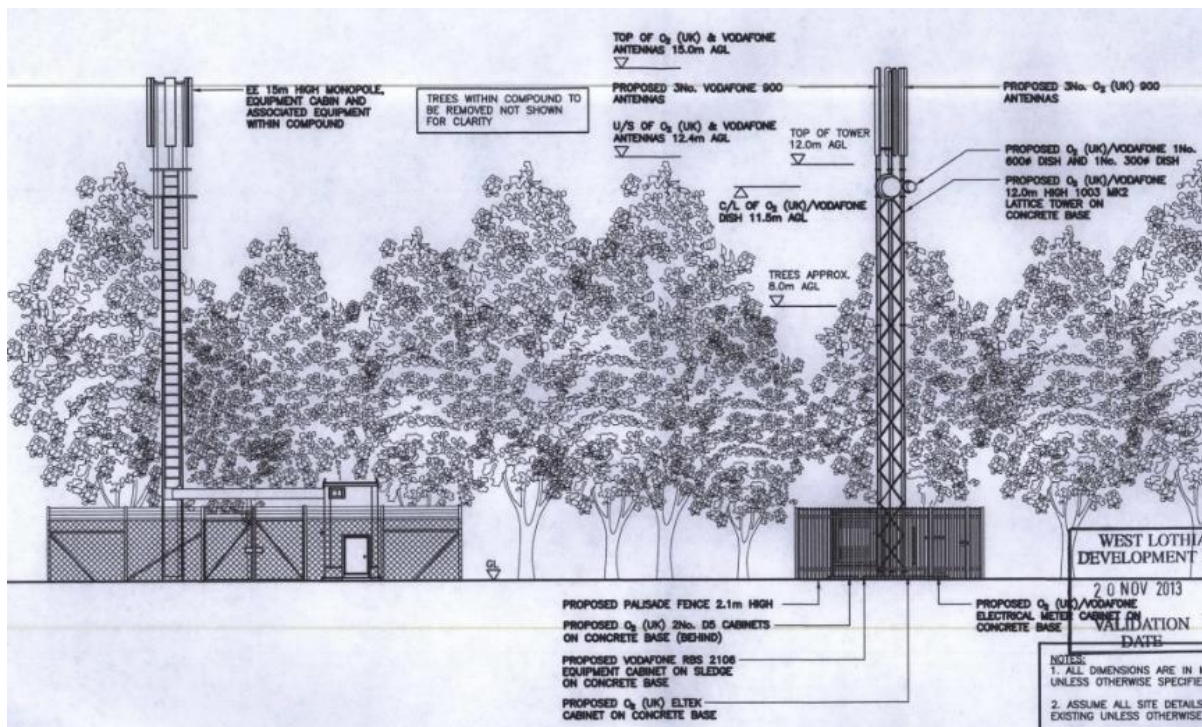 TOP OF O₂ (UK) & VODAFONE
ANTENNAS 15.0m AGL
EE 15m HIGH MONOPOLE,
EQUIPMENT CABIN AND
ASSOCIATED EQUIPMENT
WITHIN COMPOUND
TREES WITHIN COMPOUND TO
BE REMOVED NOT SHOWN
FOR CLARITY
PROPOSED 3No. VODAFONE 900
ANTENNAS
PROPOSED 3No. O₂ (UK) 900
ANTENNAS
U/S OF O₂ (UK) & VODAFONE
ANTENNAS 12.4m AGL
TOP OF TOWER
12.0m AGL
PROPOSED O₂ (UK)/VODAFONE 1No.
600ø DISH AND 1No. 300ø DISH
PROPOSED O₂ (UK)/VODAFONE
12.0m HIGH 1003 MK2
LATTICE TOWER ON
CONCRETE BASE
C/L OF O₂ (UK)/VODAFONE
DISH 11.5m AGL
TREES APPROX.
8.0m AGL
GL
PROPOSED PALISADE FENCE 2.1m HIGH
PROPOSED O₂ (UK) 2No. D5 CABINETS
ON CONCRETE BASE (BEHIND)
PROPOSED VODAFONE RBS 2106
EQUIPMENT CABINET ON SLEDGE
ON CONCRETE BASE
PROPOSED O₂ (UK) ELTEK
CABINET ON CONCRETE BASE
PROPOSED O₂ (UK)/VODAFONE
ELECTRICAL METER CABINET ON
CONCRETE BASE
WEST LOTHIA
DEVELOPMENT
20 NOV 2013
VALIDATION
DATE
NOTES:
1. ALL DIMENSIONS ARE IN
UNLESS OTHERWISE SPECIFIE
2. ASSUME ALL SITE DETAILS
EXISTING UNLESS OTHERWISE